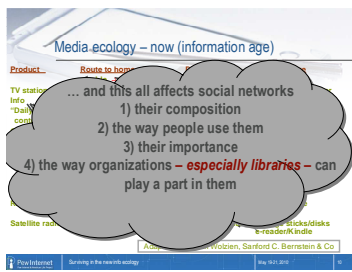 Media ecology – now (information age)
Product Route to home
TV stations
Info
"Daily
… and this all affects social networks
1) their composition
2) the way people use them
3) their importance
4) the way organizations – especially libraries – can
play a part in them
Satellite radio sticks/disks
e-reader/Kindle
Wolzien, Sanford C. Bernstein & Co
PewInternet Surviving in the new info ecology May, 19-21, 2010